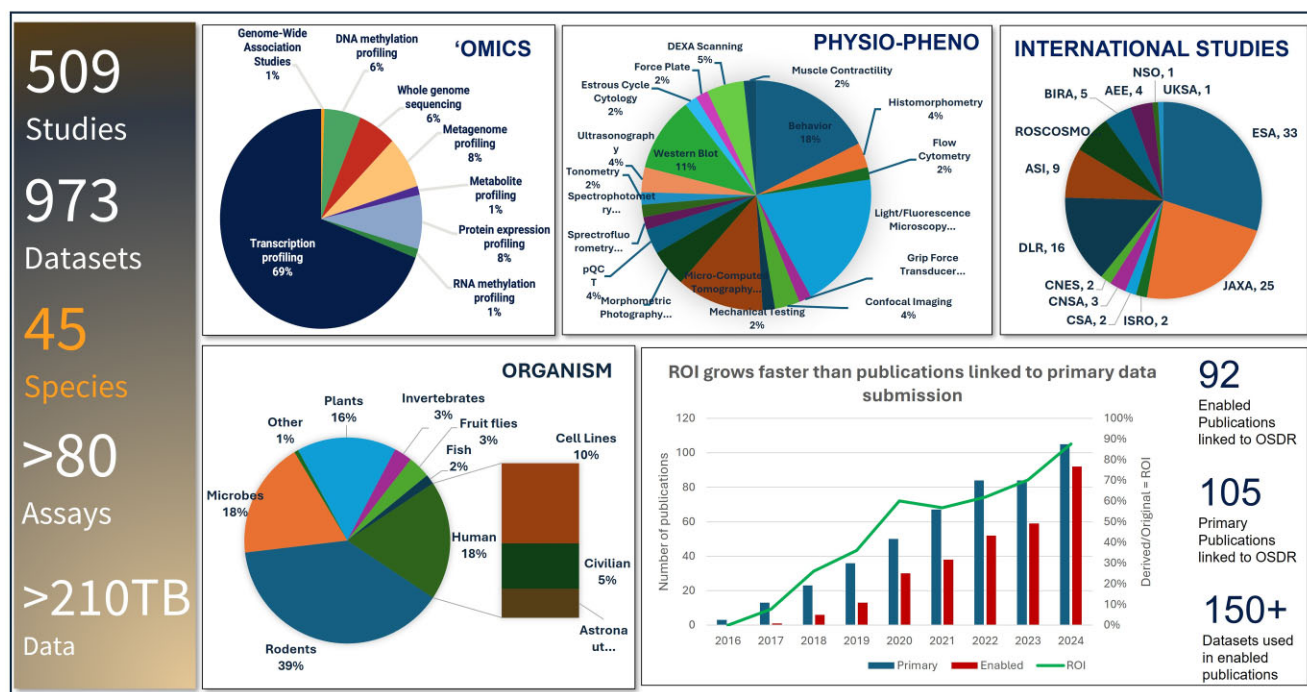 509
Studies
973
Datasets
45
Species
>80
Assays
>210TB
Data
'OMICS
Genome-Wide
Association
Studies
1%
DNA methylation
profiling
6%
Whole genome
sequencing
6%
Metagenome
profiling
8%
Metabolite
profiling
1%
Protein expression
profiling
8%
RNA methylation
profiling
1%
Transcription
profiling
69%
PHYSIO-PHENO
DEXA Scanning
5%
Force Plate
2%
Estrous Cycle
Cytology
2%
Ultrasonograph
y
4%
Western Blot
11%
Tonometry
2%
Spectrophotomet
ry...
Sprectrofluo
rometry...
pQC
T
4%
Morphometric
Photography...
Micro-Computed
Tomography...
Mechanical Testing
2%
Confocal Imaging
4%
Grip Force
Transducer...
Light/Fluorescence
Microscopy...
Flow
Cytometry
2%
Histomorphometry
4%
Muscle Contractility
2%
Behavior
18%
INTERNATIONAL STUDIES
NSO, 1
UKSA, 1
AEE, 4
BIRA, 5
ROSCOSMO
ASI, 9
DLR, 16
CNES, 2
CNSA, 3
CSA, 2
ISRO, 2
JAXA, 25
ESA, 33
ORGANISM
Plants
16%
Invertebrates
3%
Fruit flies
3%
Fish
2%
Other
1%
Microbes
18%
Human
18%
Rodents
39%
Cell Lines
10%
Civilian
5%
Astrona
ut...
ROI grows faster than publications linked to primary data
submission
Number of publications
120
100
80
60
40
20
0
2016 2017 2018 2019 2020 2021 2022 2023 2024
100%
90%
80%
70%
60%
50%
40%
30%
20%
10%
0%
Derived/Original = ROI
Primary Enabled ROI
92
Enabled
Publications
linked to OSDR
105
Primary
Publications
linked to OSDR
150+
Datasets used
in enabled
publications